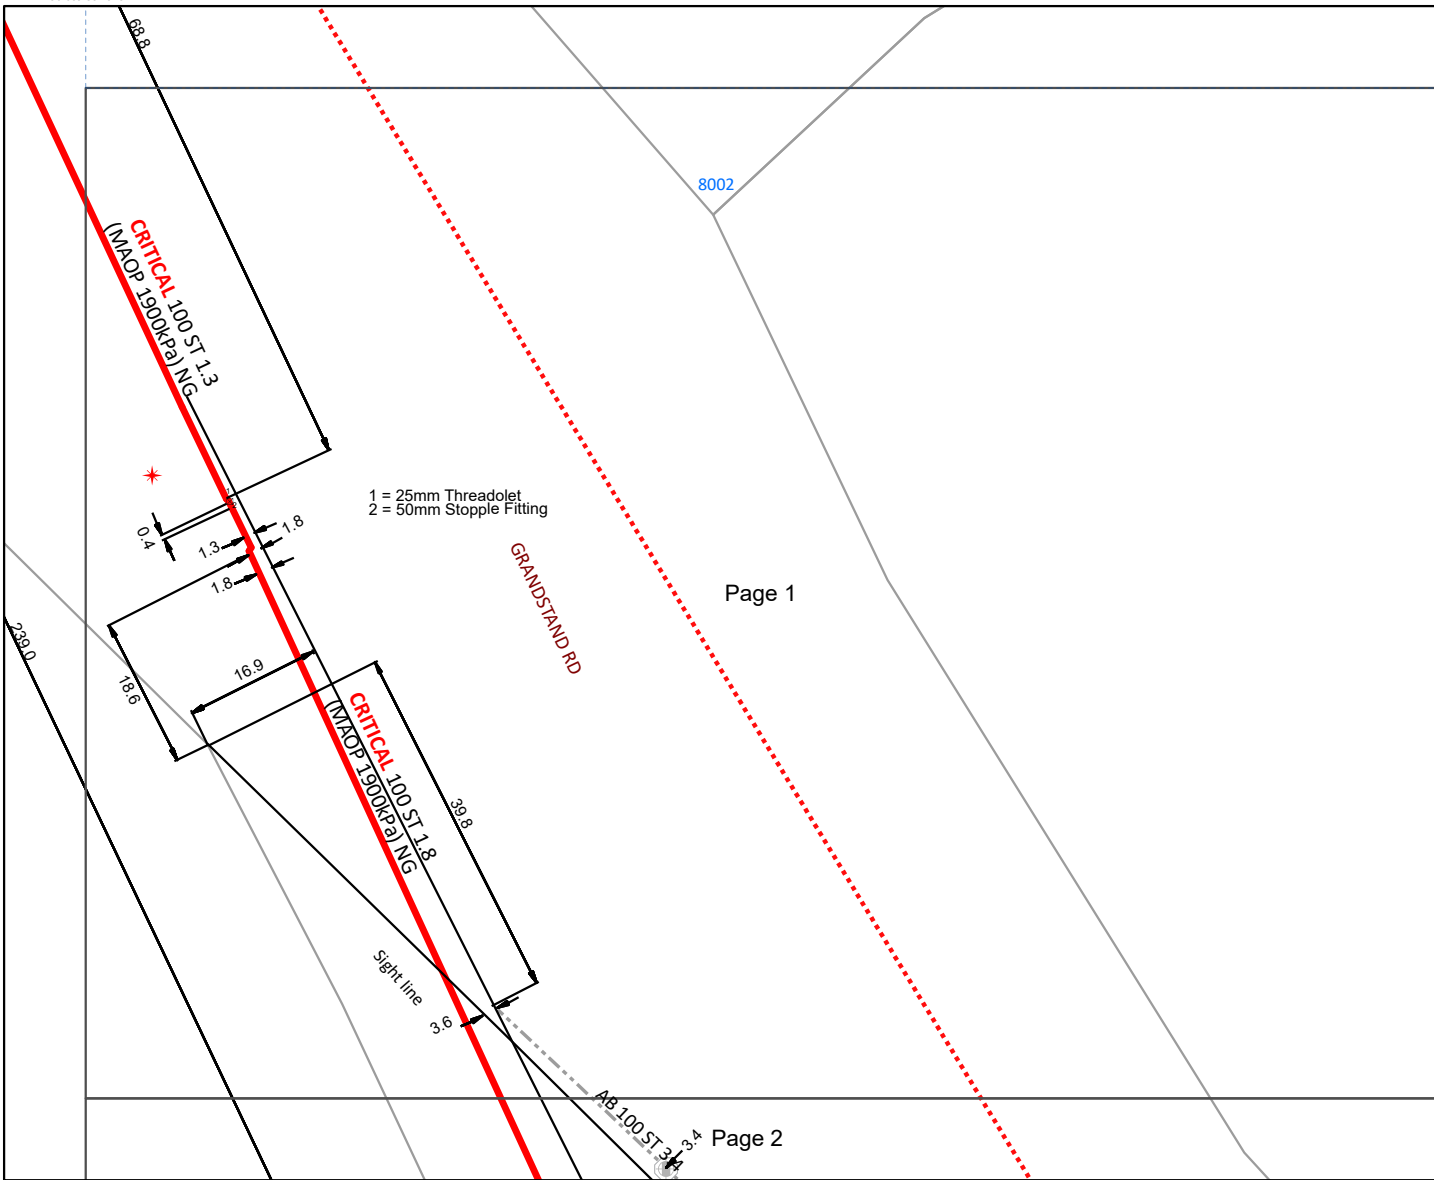 68.8
8002
CRITICAL 100 ST 1.3
(MAOP 1900kPa) NG
1 = 25mm Threadolet
2 = 50mm Stopple Fitting
0.4
1.3
1.8
1.8
GRANDSTAND RD
Page 1
239.0
18.6
16.9
CRITICAL 100 ST 1.8
(MAOP 1900kPa) NG
39.8
Sight line
3.6
AB 100 ST 3.4
3.4
Page 2